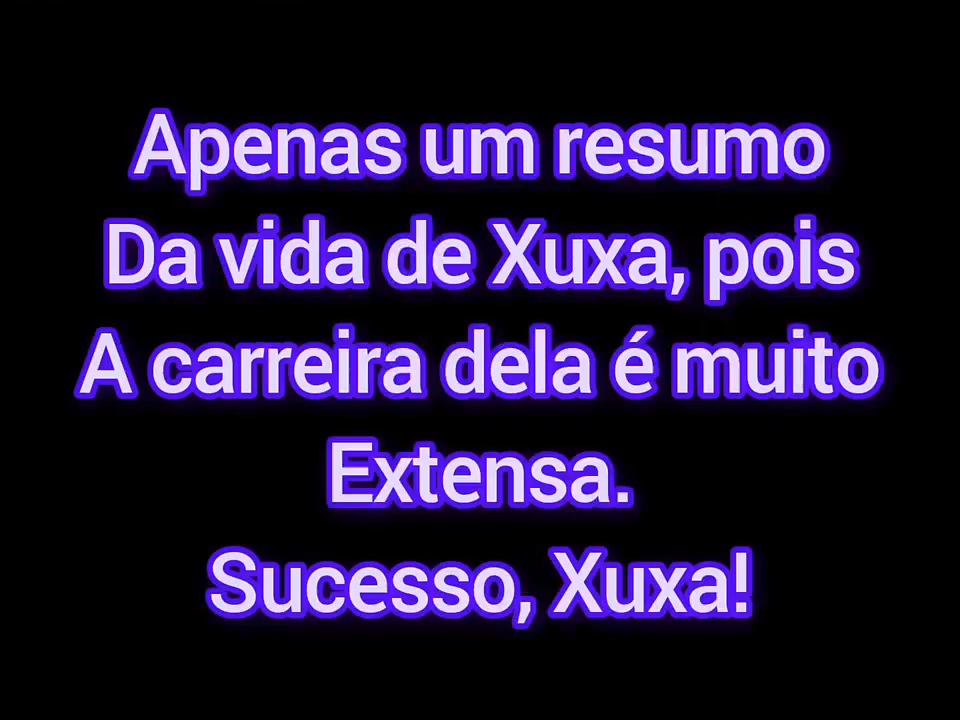 Apenas um resumo
Da vida de Xuxa, pois
A carreira dela é muito
Extensa.
Sucesso, Xuxa!